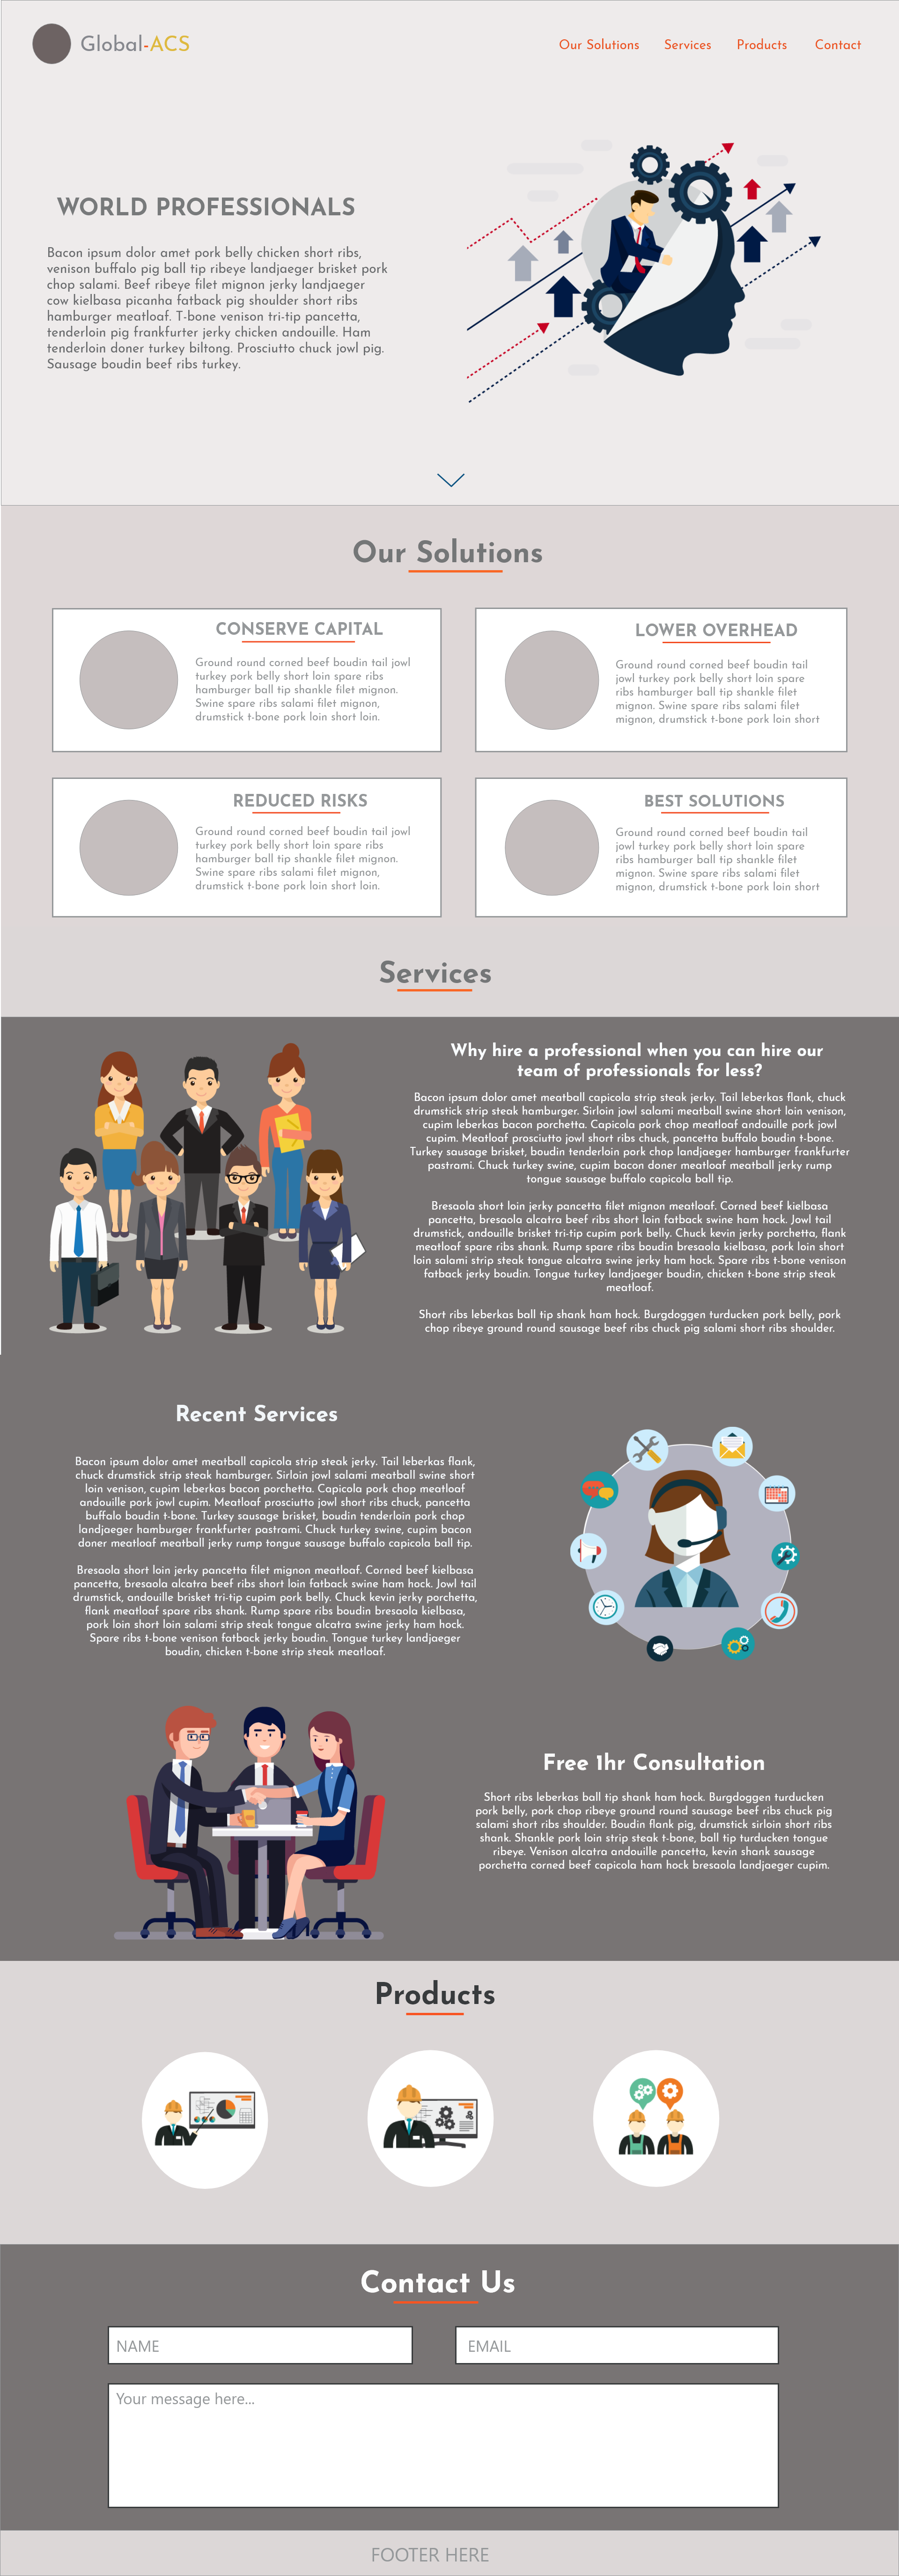 Global-ACS
Our Solutions
Services
Products
Contact
WORLD PROFESSIONALS
Bacon ipsum dolor amet pork belly chicken short ribs,
venison buffalo pig ball tip ribeye landjaeger brisket pork
chop salami. Beef ribeye filet mignon jerky landjaeger
cow kielbasa picanha fatback pig shoulder short ribs
hamburger meatloaf. T-bone venison tri-tip pancetta,
tenderloin pig frankfurter jerky chicken andouille. Ham
tenderloin doner turkey biltong. Prosciutto chuck jowl pig.
Sausage boudin beef ribs turkey.
Our Solutions
CONSERVE CAPITAL
Ground round corned beef boudin tail jowl
turkey pork belly short loin spare ribs
hamburger ball tip shankle filet mignon.
Swine spare ribs salami filet mignon,
drumstick t-bone pork loin short loin.
LOWER OVERHEAD
Ground round corned beef boudin tail
jowl turkey pork belly short loin spare
ribs hamburger ball tip shankle filet
mignon. Swine spare ribs salami filet
mignon, drumstick t-bone pork loin short
REDUCED RISKS
Ground round corned beef boudin tail jowl
turkey pork belly short loin spare ribs
hamburger ball tip shankle filet mignon.
Swine spare ribs salami filet mignon,
drumstick t-bone pork loin short loin.
BEST SOLUTIONS
Ground round corned beef boudin tail
jowl turkey pork belly short loin spare
ribs hamburger ball tip shankle filet
mignon. Swine spare ribs salami filet
mignon, drumstick t-bone pork loin short
Services
Why hire a professional when you can hire our
team of professionals for less?
Bacon ipsum dolor amet meatball capicola strip steak jerky. Tail leberkas flank, chuck
drumstick strip steak hamburger. Sirloin jowl salami meatball swine short loin venison,
cupim leberkas bacon porchetta. Capicola pork chop meatloaf andouille pork jowl
cupim. Meatloaf prosciutto jowl short ribs chuck, pancetta buffalo boudin t-bone.
Turkey sausage brisket, boudin tenderloin pork chop landjaeger hamburger frankfurter
pastrami. Chuck turkey swine, cupim bacon doner meatloaf meatball jerky rump
tongue sausage buffalo capicola ball tip.
Bresaola short loin jerky pancetta filet mignon meatloaf. Corned beef kielbasa
pancetta, bresaola alcatra beef ribs short loin fatback swine ham hock. Jowl tail
drumstick, andouille brisket tri-tip cupim pork belly. Chuck kevin jerky porchetta, flank
meatloaf spare ribs shank. Rump spare ribs boudin bresaola kielbasa, pork loin short
loin salami strip steak tongue alcatra swine jerky ham hock. Spare ribs t-bone venison
fatback jerky boudin. Tongue turkey landjaeger boudin, chicken t-bone strip steak
meatloaf.
Short ribs leberkas ball tip shank ham hock. Burgdoggen turducken pork belly, pork
chop ribeye ground round sausage beef ribs chuck pig salami short ribs shoulder.
Recent Services
Bacon ipsum dolor amet meatball capicola strip steak jerky. Tail leberkas flank,
chuck drumstick strip steak hamburger. Sirloin jowl salami meatball swine short
loin venison, cupim leberkas bacon porchetta. Capicola pork chop meatloaf
andouille pork jowl cupim. Meatloaf prosciutto jowl short ribs chuck, pancetta
buffalo boudin t-bone. Turkey sausage brisket, boudin tenderloin pork chop
landjaeger hamburger frankfurter pastrami. Chuck turkey swine, cupim bacon
doner meatloaf meatball jerky rump tongue sausage buffalo capicola ball tip.
Bresaola short loin jerky pancetta filet mignon meatloaf. Corned beef kielbasa
pancetta, bresaola alcatra beef ribs short loin fatback swine ham hock. Jowl tail
drumstick, andouille brisket tri-tip cupim pork belly. Chuck kevin jerky porchetta,
flank meatloaf spare ribs shank. Rump spare ribs boudin bresaola kielbasa,
pork loin short loin salami strip steak tongue alcatra swine jerky ham hock.
Spare ribs t-bone venison fatback jerky boudin. Tongue turkey landjaeger
boudin, chicken t-bone strip steak meatloaf.
Free 1hr Consultation
Short ribs leberkas ball tip shank ham hock. Burgdoggen turducken
pork belly, pork chop ribeye ground round sausage beef ribs chuck pig
salami short ribs shoulder. Boudin flank pig, drumstick sirloin short ribs
shank. Shankle pork loin strip steak t-bone, ball tip turducken tongue
ribeye. Venison alcatra andouille pancetta, kevin shank sausage
porchetta corned beef capicola ham hock bresaola landjaeger cupim.
Products
Contact Us
NAME
EMAIL
Your message here...
FOOTER HERE